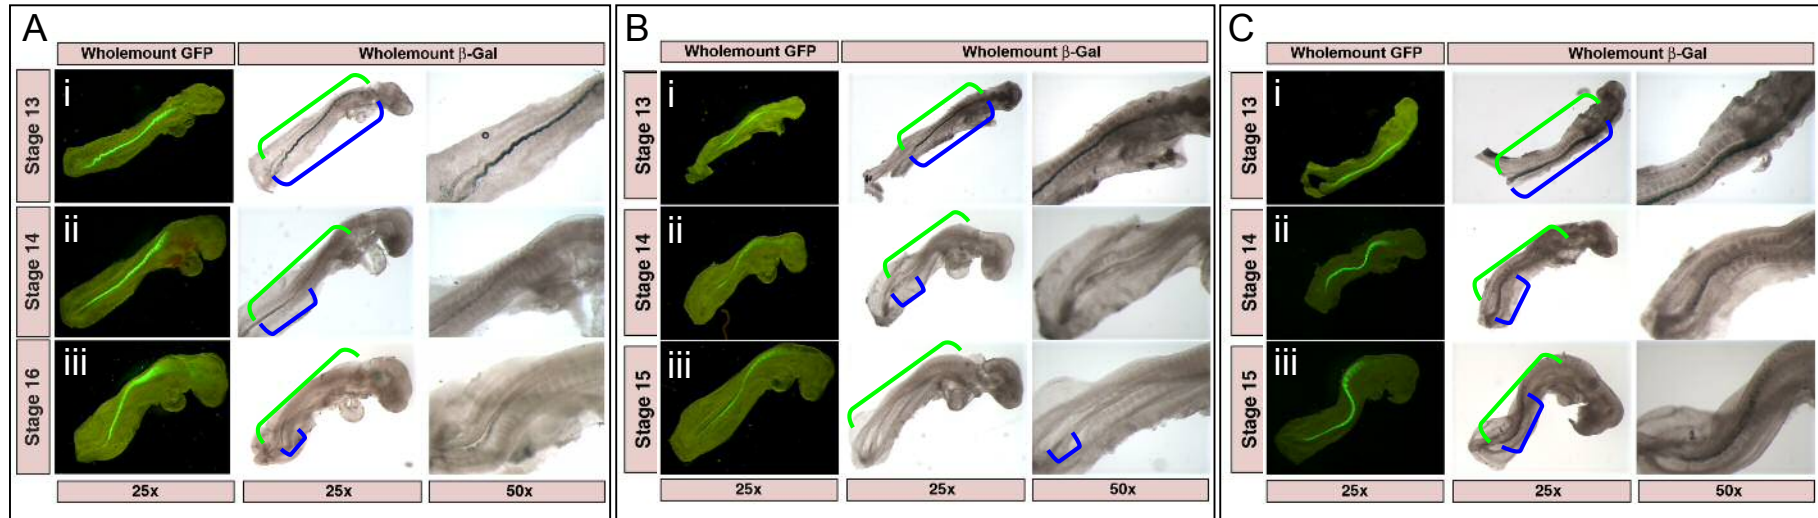 A
Wholemount GFP
Wholemount β-Gal
Stage 13
i
Stage 14
ii
Stage 16
iii
25x
25x
50x
B
Wholemount GFP
Wholemount β-Gal
Stage 13
i
Stage 14
ii
Stage 15
iii
25x
25x
50x
C
Wholemount GFP
Wholemount β-Gal
Stage 13
i
Stage 14
ii
Stage 15
iii
25x
25x
50x